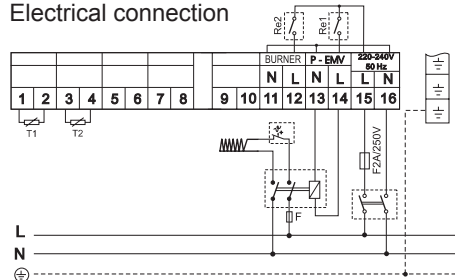 Electrical connection
Re2 Re1
BURNER P - EMV 220-240V
50 Hz
N L N L L N
1 2 3 4 5 6 7 8 9 10 11 12 13 14 15 16
T1 T2
F2A/250V
F
L
N